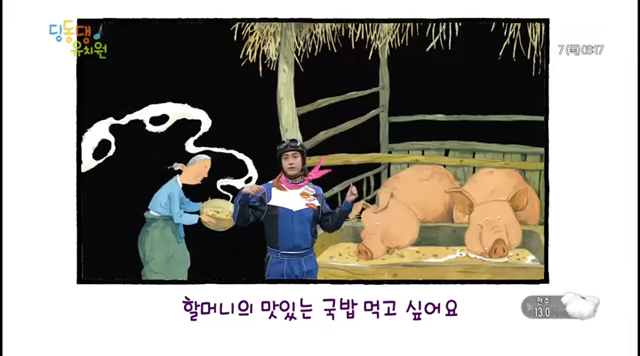 딩동댕
유치원
7 (목) 08:17
할머니의 맛있는 국밥 먹고 싶어요
전주
13.0